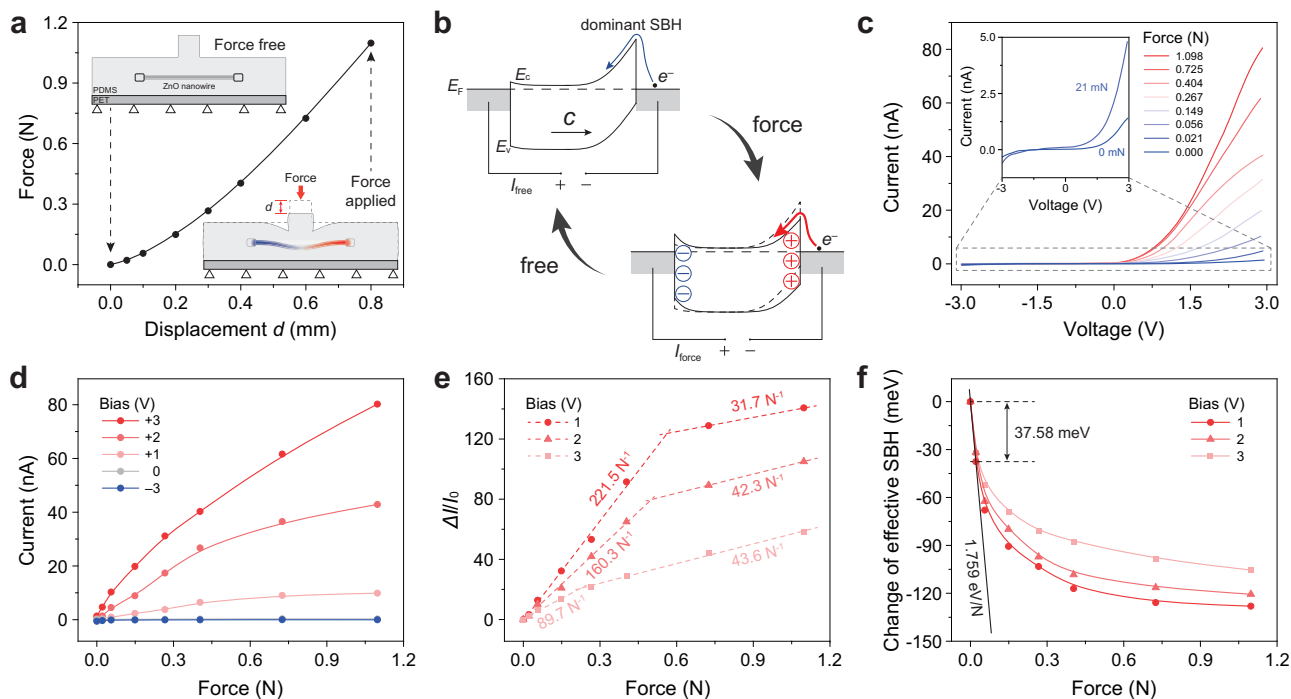 a
Force (N)
1.2
0.9
0.6
0.3
0.0
0.0
0.2
0.4
0.6
0.8
Displacement d (mm)
Force free
ZnO nanowire
PDMS
PET
Force
d
Force
applied
b
dominant SBH
Ec
EF
e−
c
Ev
Ifree
+ −
force
free
e−
Iforce
+ −
c
Current (nA)
80
60
40
20
0
-3.0
-1.5
0.0
1.5
3.0
Voltage (V)
Force (N)
1.098
0.725
0.404
0.267
0.149
0.056
0.021
0.000
Current (nA)
5.0
2.5
0.0
21 mN
0 mN
-3
0
3
Voltage (V)
d
Current (nA)
80
60
40
20
0
0.0
0.3
0.6
0.9
1.2
Force (N)
Bias (V)
+3
+2
+1
0
−3
e
ΔI/I0
160
120
80
40
0
0.0
0.3
0.6
0.9
1.2
Force (N)
Bias (V)
1
2
3
221.5 N-1
31.7 N-1
160.3 N-1
42.3 N-1
89.7 N-1
43.6 N-1
f
Change of effective SBH (meV)
0
-30
-60
-90
-120
-150
0.0
0.3
0.6
0.9
1.2
Force (N)
Bias (V)
1
2
3
37.58 meV
1.759 eV/N